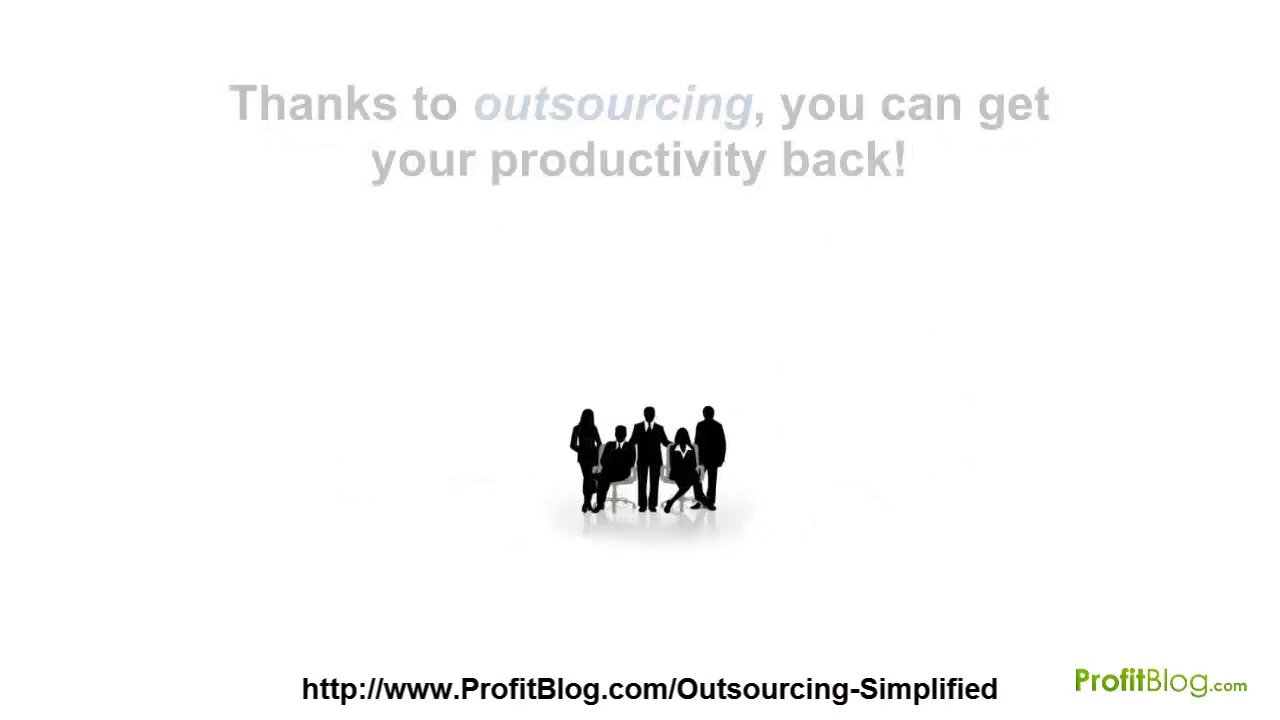 Thanks to outsourcing, you can get
your productivity back!
http://www.ProfitBlog.com/Outsourcing-Simplified
ProfitBlog.com